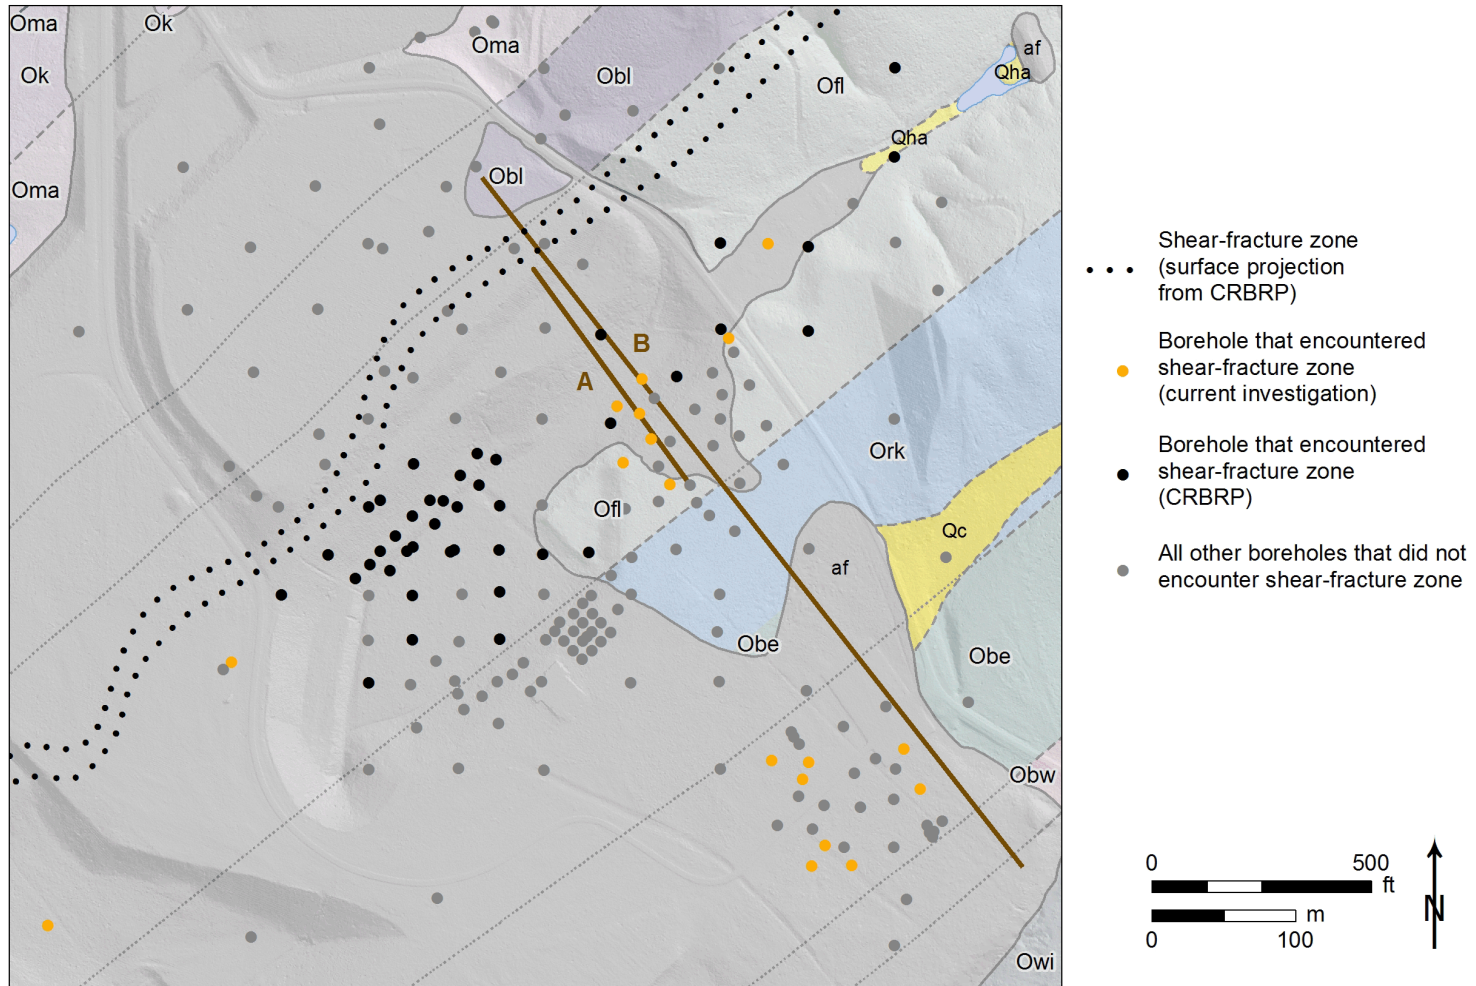 Oma
Ok
Oma
Ok
Obl
Ofl
af
Qha
Qha
Oma
Obl
B
A
Ork
Ofl
Qc
af
Obe
Obe
Obw
Owi
Shear-fracture zone
(surface projection
from CRBRP)
Borehole that encountered
shear-fracture zone
(current investigation)
Borehole that encountered
shear-fracture zone
(CRBRP)
All other boreholes that did not
encounter shear-fracture zone
0 500
ft
m
0 100
N